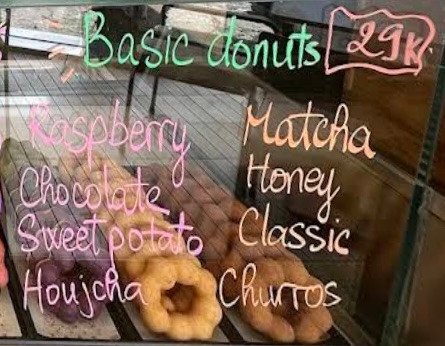 Basic donuts 29K
Raspberry
Chocolate
Sweet potato
Houjcha
Matcha
Honey
Classic
Churros